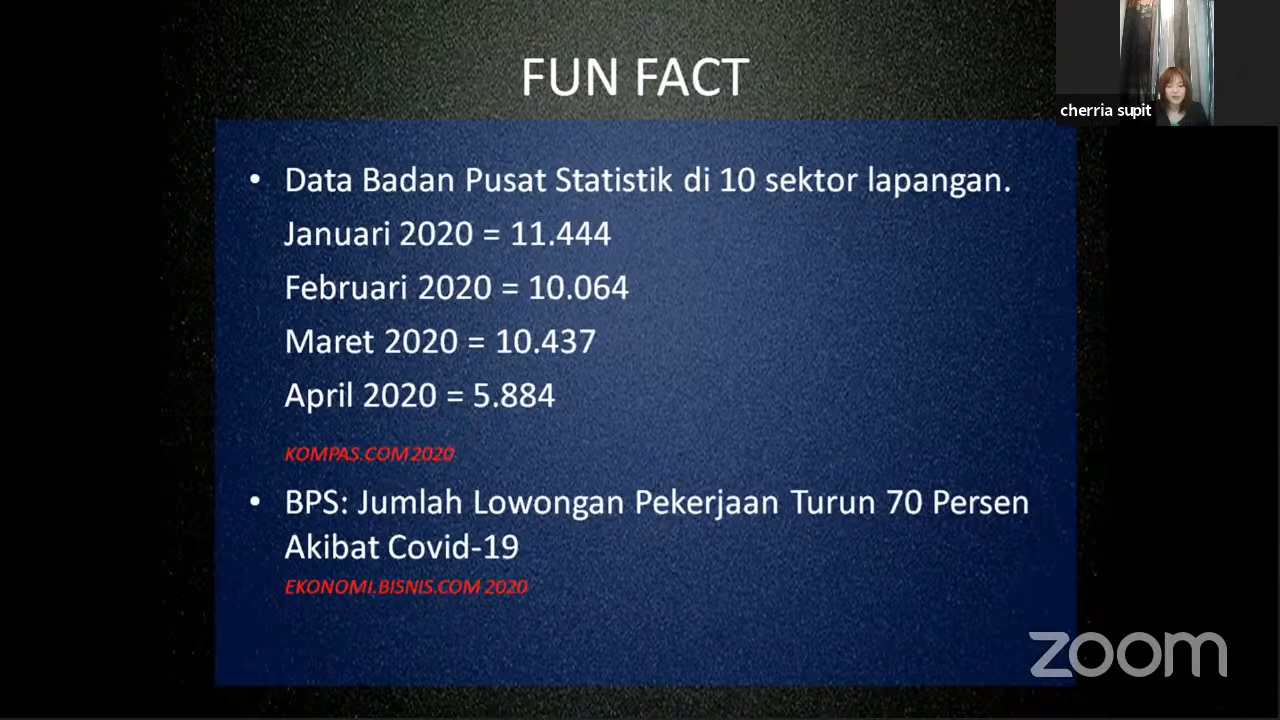 FUN FACT
cherria supit
• Data Badan Pusat Statistik di 10 sektor lapangan.
Januari 2020 = 11.444
Februari 2020 = 10.064
Maret 2020 = 10.437
April 2020 = 5.884
KOMPAS.COM 2020
• BPS: Jumlah Lowongan Pekerjaan Turun 70 Persen
Akibat Covid-19
EKONOMI.BISNIS.COM 2020
zoom